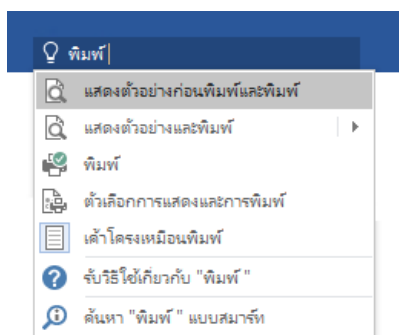 พิมพ์
แสดงตัวอย่างก่อนพิมพ์และพิมพ์
แสดงตัวอย่างและพิมพ์
พิมพ์
ตัวเลือกการแสดงและการพิมพ์
เค้าโครงเหมือนพิมพ์
รับวิธีใช้เกี่ยวกับ "พิมพ์ "
ค้นหา "พิมพ์ " แบบสมาร์ท